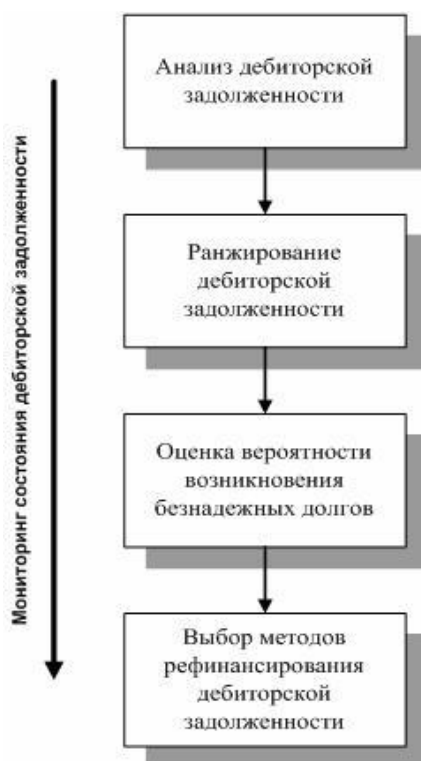 Мониторинг состояния дебиторской задолженности
Анализ дебиторской
задолженности
Ранжирование
дебиторской
задолженности
Оценка вероятности
возникновения
безнадежных долгов
Выбор методов
рефинансирования
дебиторской
задолженности